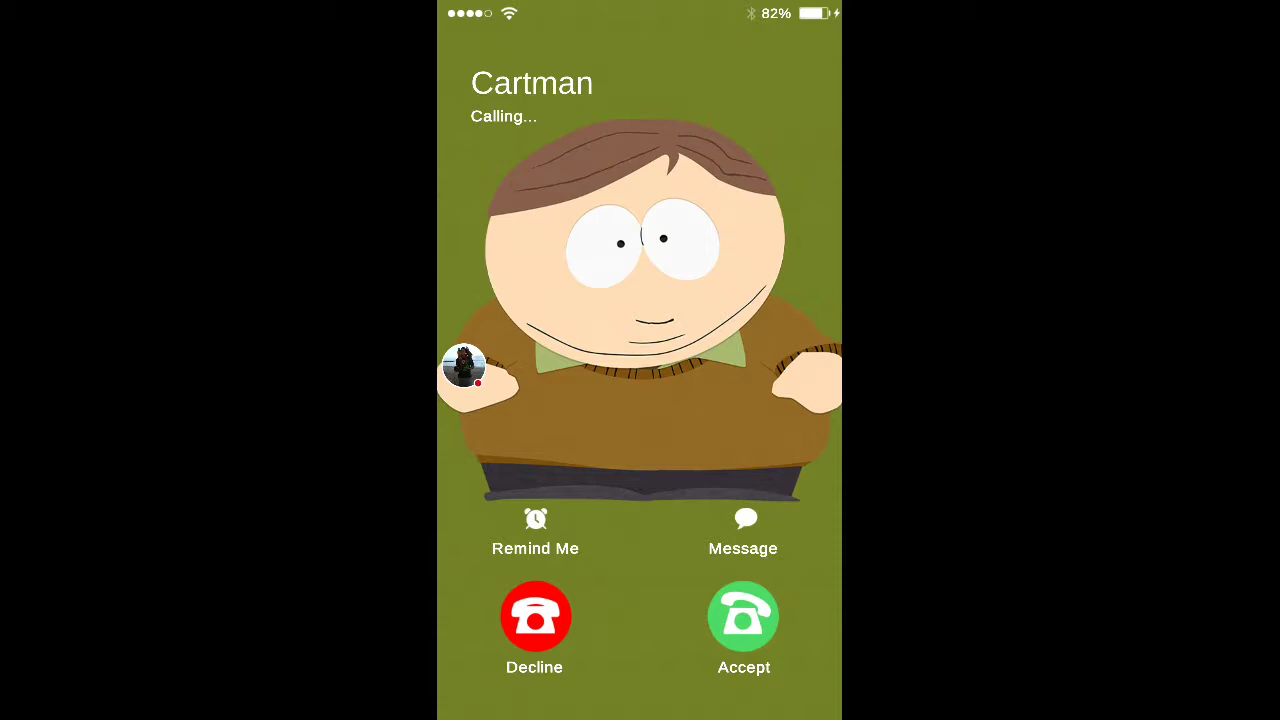 82%
Cartman
Calling...
Remind Me
Message
Decline
Accept